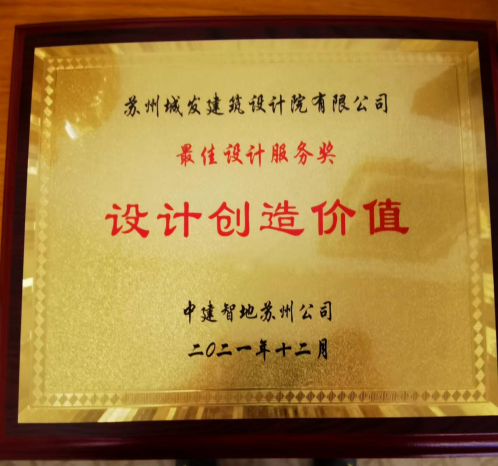 苏州城发建筑设计院有限公司
最佳设计服务奖
设计创造价值
中建智地苏州公司
二〇二一年十二月